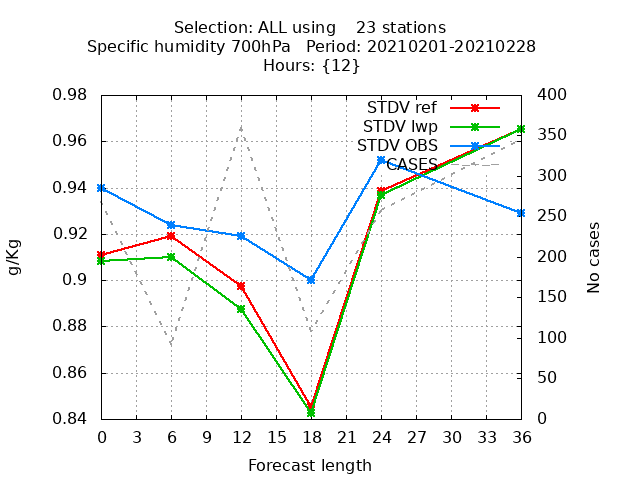 Selection: ALL using    23 stations
Specific humidity 700hPa   Period: 20210201-20210228
Hours: {12}
STDV ref
STDV lwp
STDV OBS
CASES
g/Kg
0.98
0.96
0.94
0.92
0.9
0.88
0.86
0.84
400
350
300
250
200
150
100
50
0
No cases
0 3 6 9 12 15 18 21 24 27 30 33 36
Forecast length